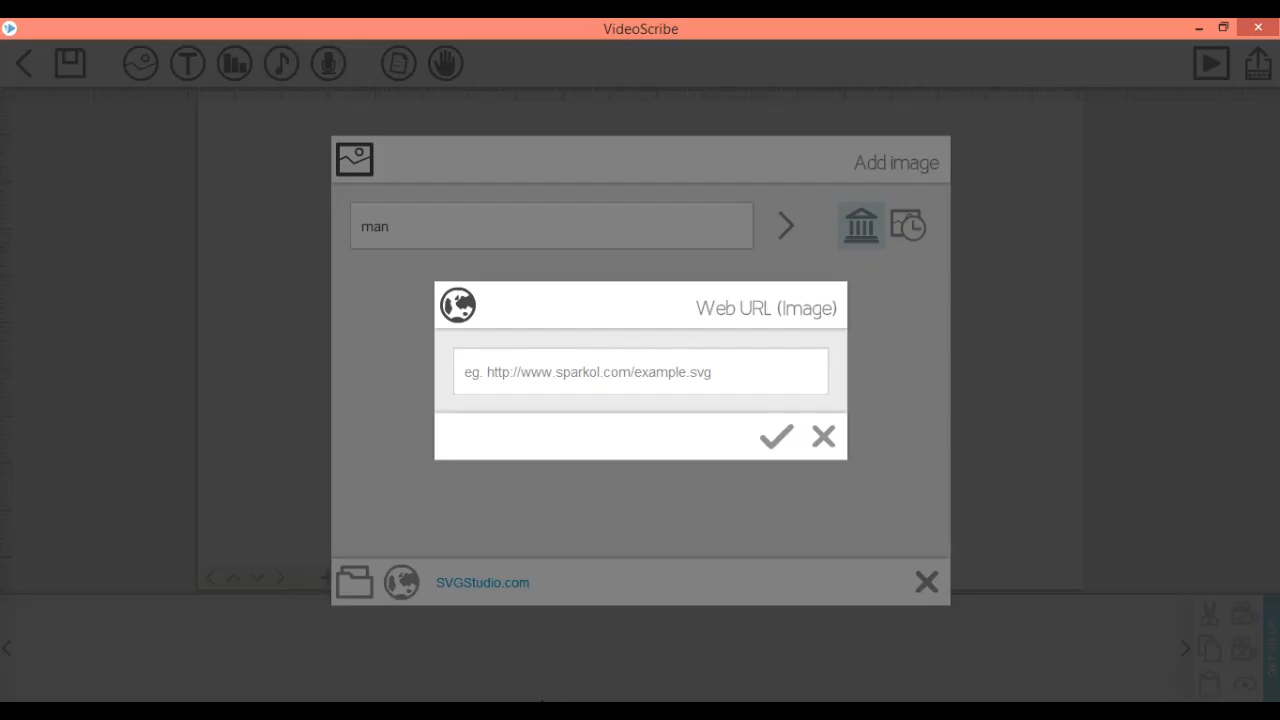 VideoScribe
Add image
man
Web URL (Image)
eg. http://www.sparkol.com/example.svg
SVGStudio.com